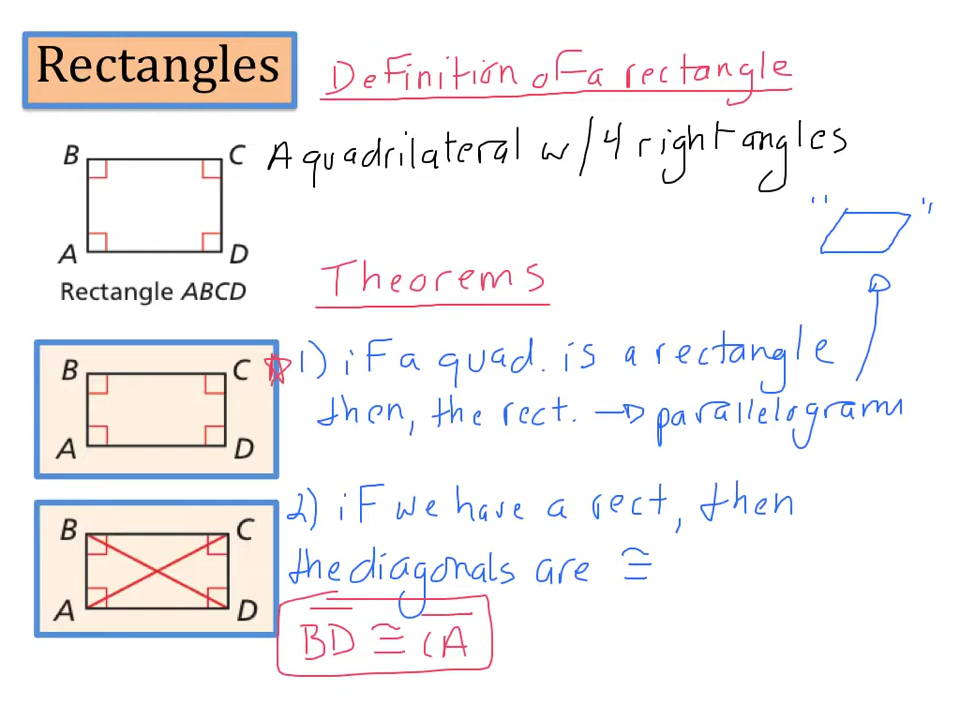 Rectangles
Definition of a rectangle
A quadrilateral w/ 4 right angles
B
C
A
D
Rectangle ABCD
" "
Theorems
B
C
A
D
1) if a quad. is a rectangle
then, the rect. → parallelogram
B
C
A
D
2) if we have a rect, then
the diagonals are ≅
BD ≅ CA